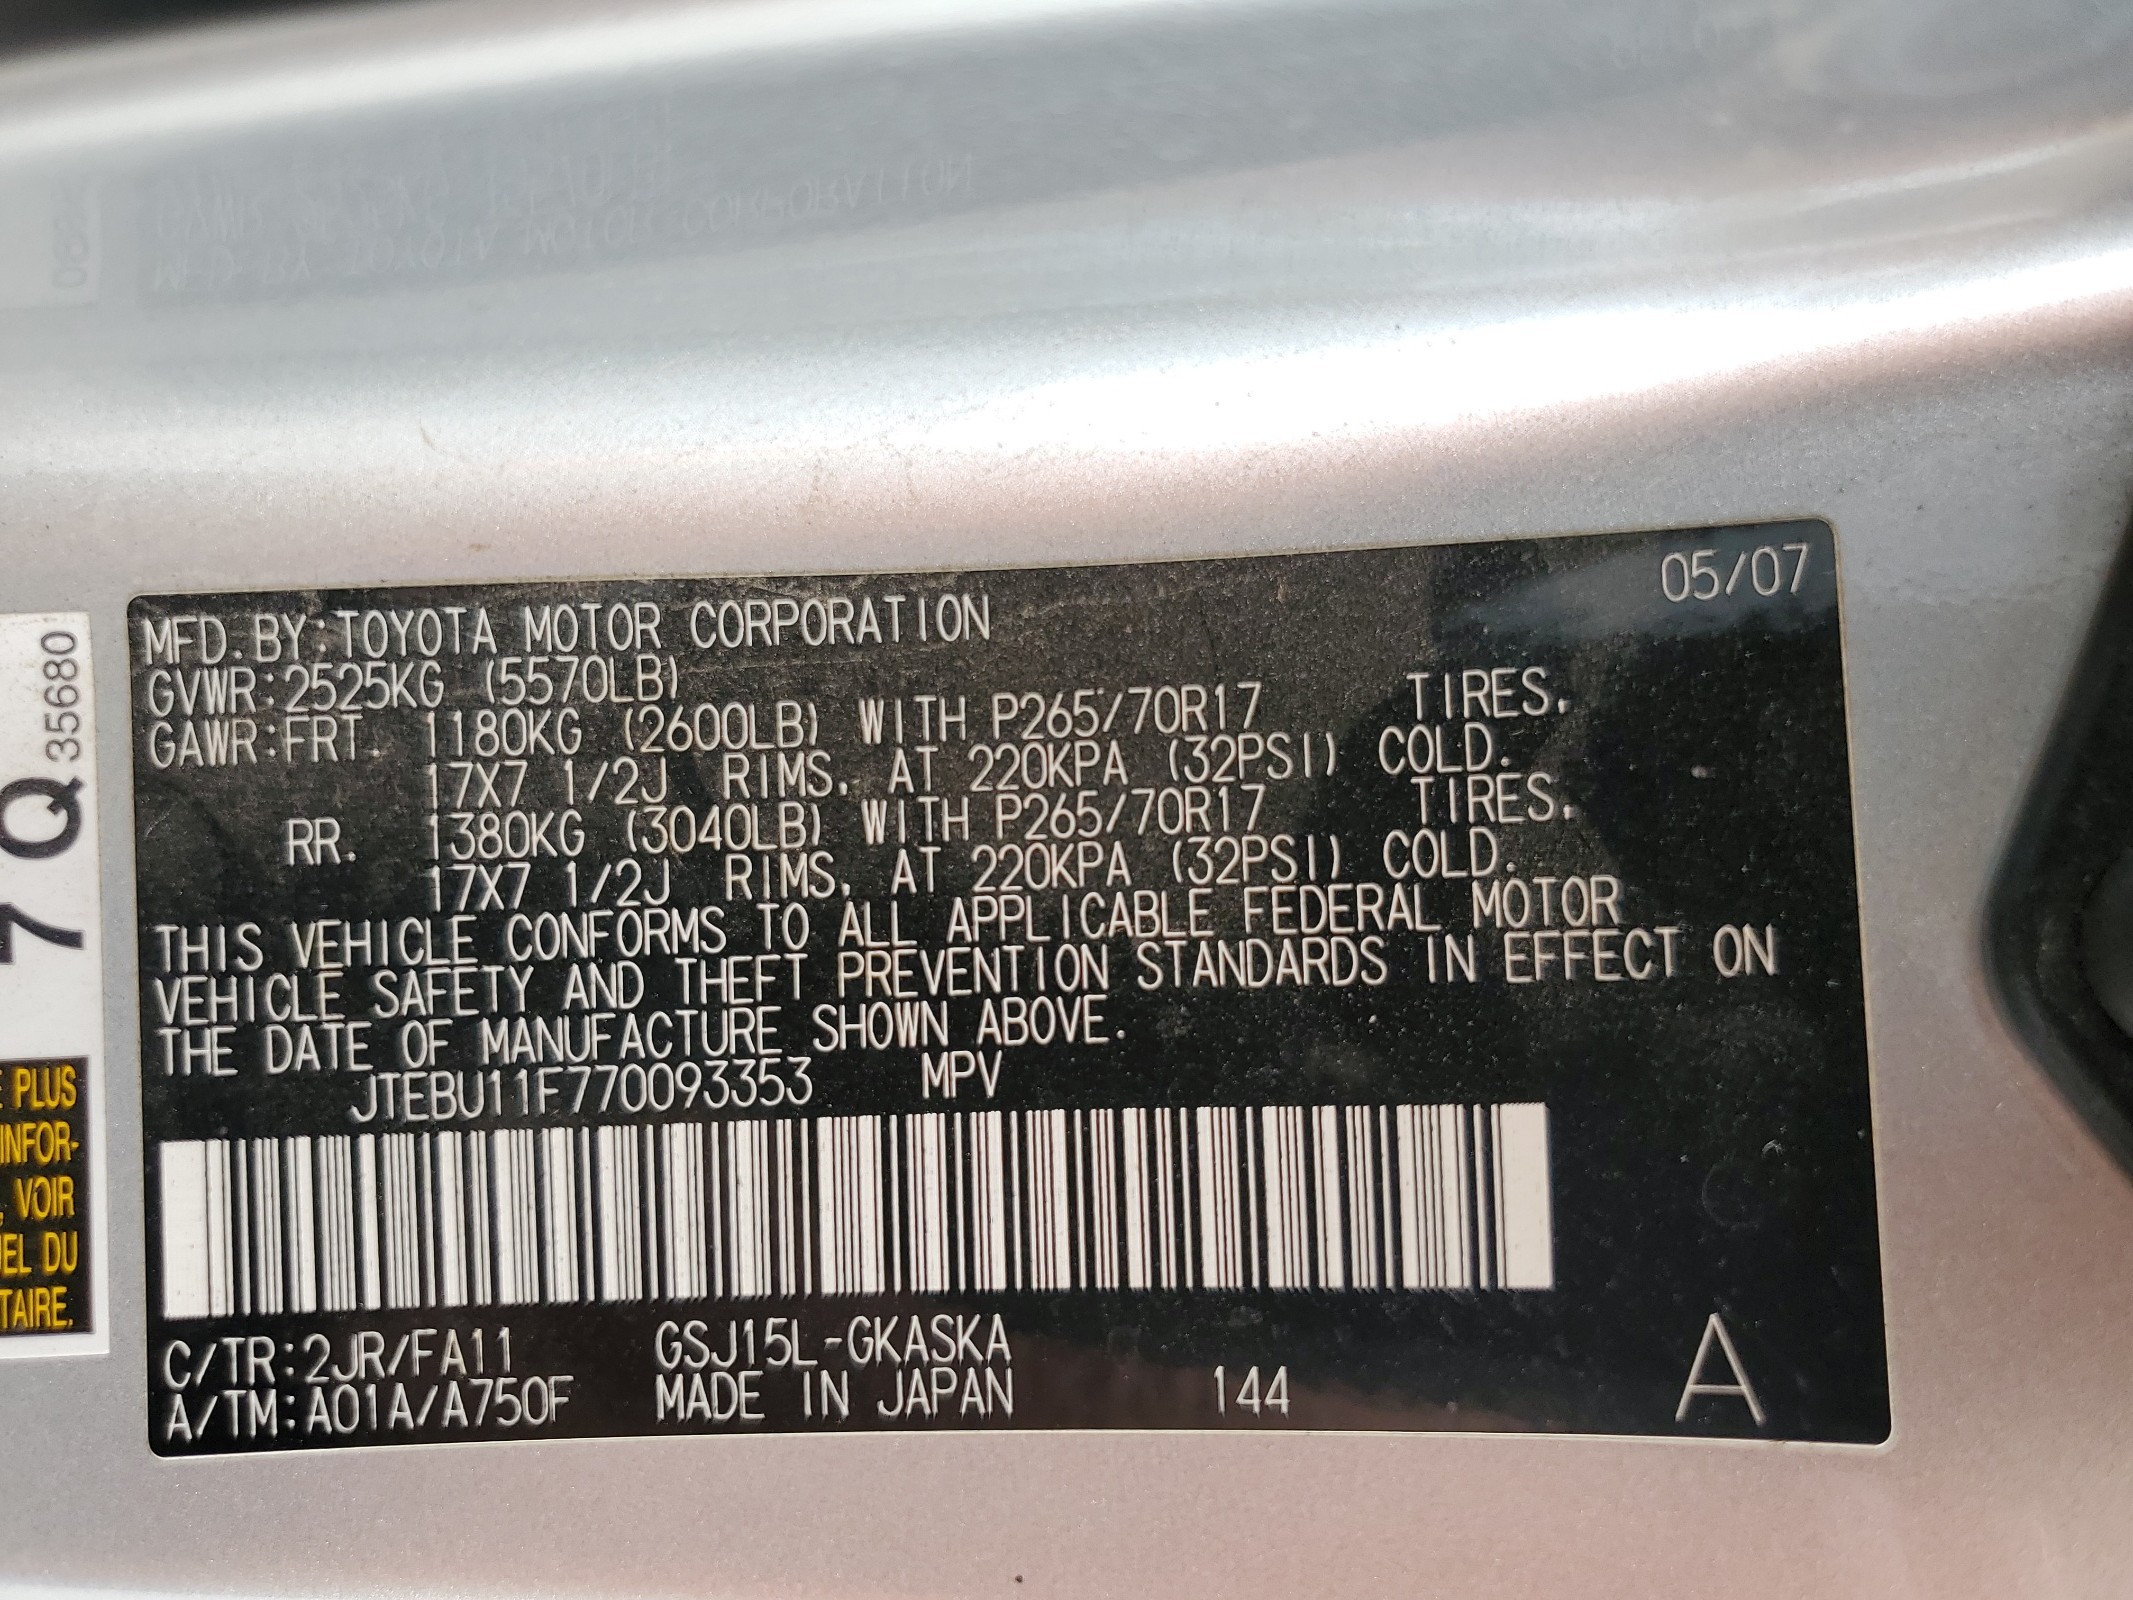 05/07
MFD.BY:TOYOTA MOTOR CORPORATION
GVWR:2525KG (5570LB)
GAWR:FRT. 1180KG (2600LB) WITH P265/70R17 TIRES.
17X7 1/2J RIMS. AT 220KPA (32PSI) COLD.
RR. 1380KG (3040LB) WITH P265/70R17 TIRES.
17X7 1/2J RIMS. AT 220KPA (32PSI) COLD.
THIS VEHICLE CONFORMS TO ALL APPLICABLE FEDERAL MOTOR
VEHICLE SAFETY AND THEFT PREVENTION STANDARDS IN EFFECT ON
THE DATE OF MANUFACTURE SHOWN ABOVE.
JTEBU11F770093353 MPV
C/TR:2JR/FA11 GSJ15L-GKASKA
A/TM:A01A/A750F MADE IN JAPAN 144 A
7 Q 35680
PLUS
INFOR-
VOIR
DU